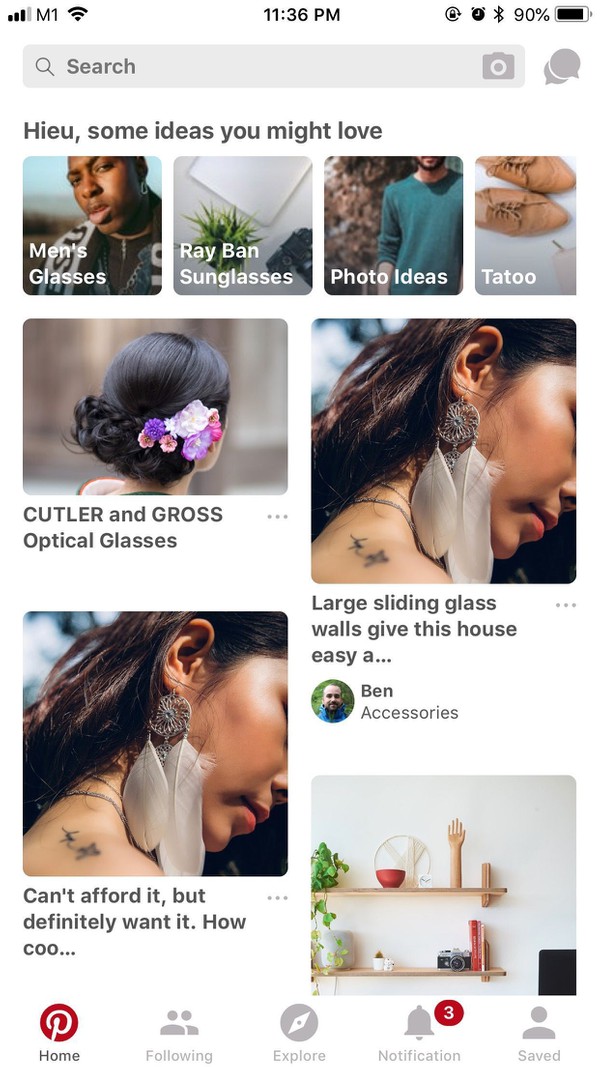 M1 11:36 PM 90%
Search
Hieu, some ideas you might love
Men's
Glasses
Ray Ban
Sunglasses
Photo Ideas
Tatoo
CUTLER and GROSS
Optical Glasses
Large sliding glass
walls give this house
easy a...
Ben
Accessories
Can't afford it, but
definitely want it. How
coo...
3
Home
Following
Explore
Notification
Saved